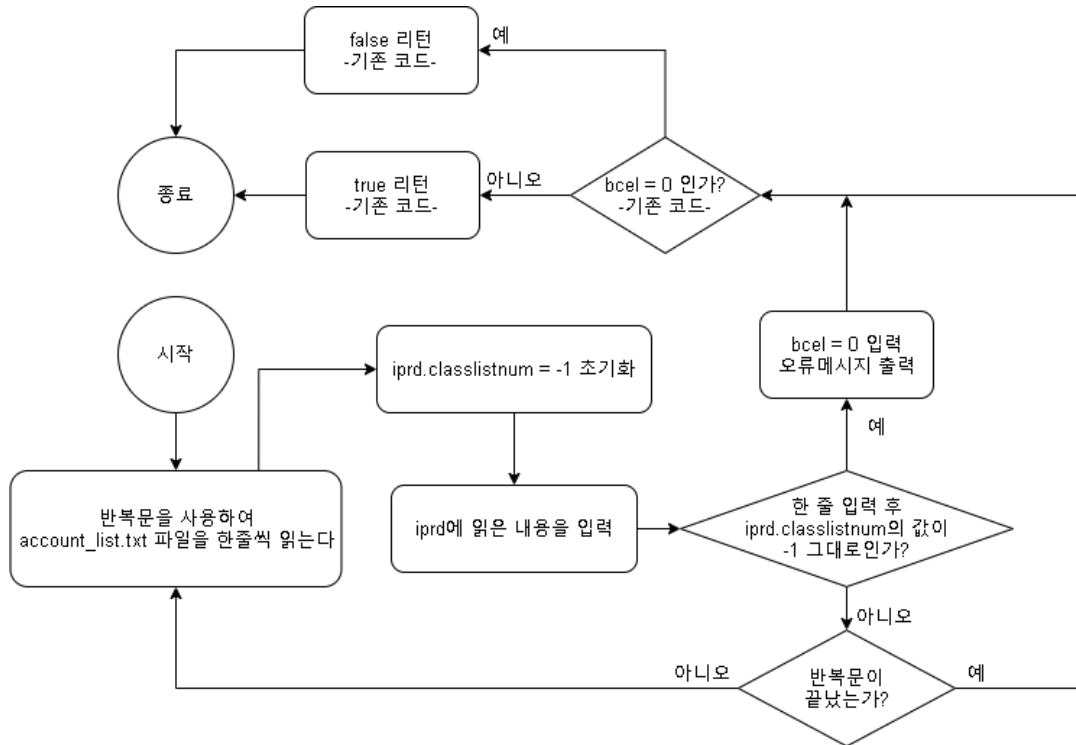 false 리턴
-기존 코드-
예
종료
true 리턴
-기존 코드-
아니오
bcel = 0 인가?
-기존 코드-
시작
iprd.classlistnum = -1 초기화
bcel = 0 입력
오류메시지 출력
예
반복문을 사용하여
account_list.txt 파일을 한줄씩 읽는다
iprd에 읽은 내용을 입력
한 줄 입력 후
iprd.classlistnum의 값이
-1 그대로인가?
아니오
아니오
반복문이
끝났는가?
예